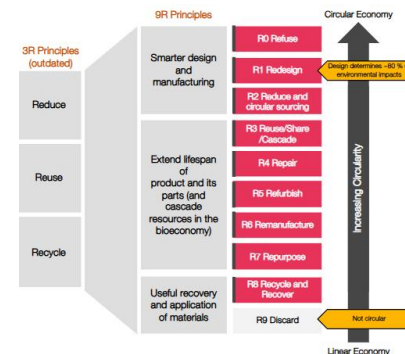 9R Principles
Circular Economy
3R Principles
(outdated)
Reduce
Reuse
Recycle
Smarter design
and
manufacturing
Extend lifespan
of
product and its
parts (and
cascade
resources in the
bioeconomy)
Useful recovery
and application
of materials
R0 Refuse
R1 Redesign
R2 Reduce and
circular sourcing
R3 Reuse/Share
/Cascade
R4 Repair
R5 Refurbish
R6 Remanufacture
R7 Repurpose
R8 Recycle and
Recover
R9 Discard
Increasing Circularity
Design determines ~80 %
environmental impacts
Not circular
Linear Economy